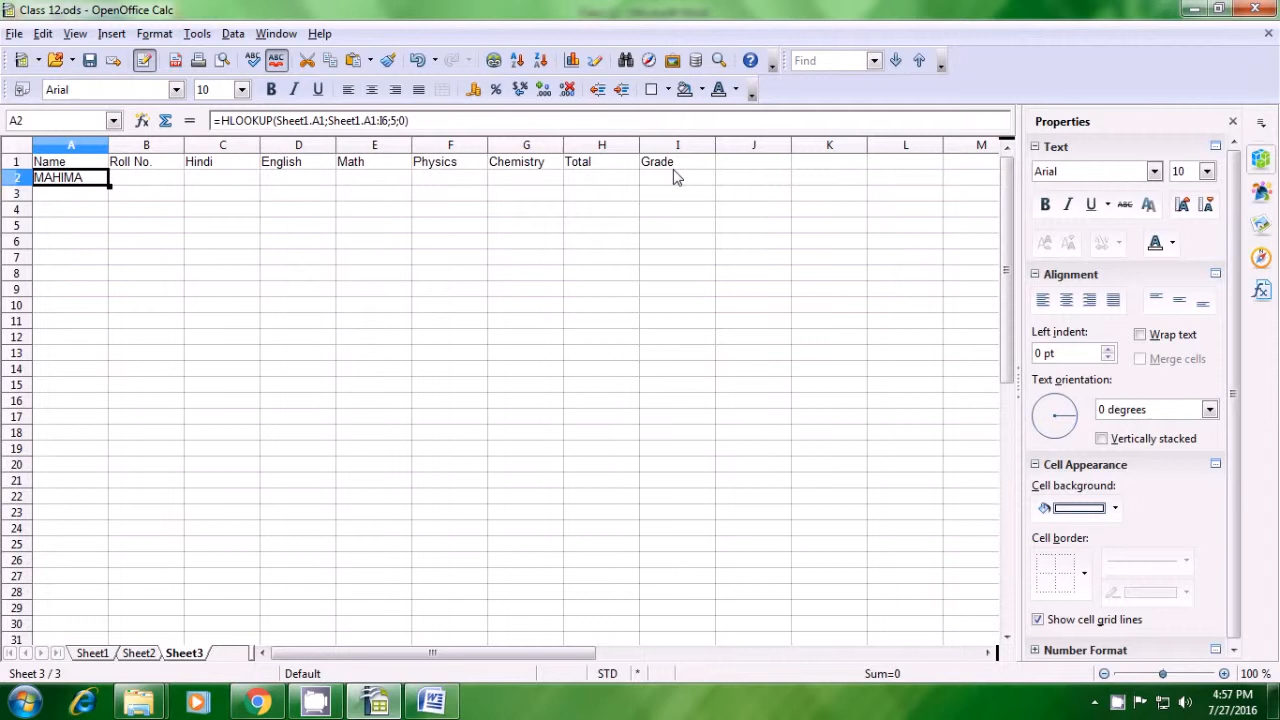 Class 12.ods - OpenOffice Calc
File Edit View Insert Format Tools Data Window Help
Find
Arial 10
A2 =HLOOKUP(Sheet1.A1;Sheet1.A1:I6;5;0)
A B C D E F G H I J K L M
1 Name Roll No. Hindi English Math Physics Chemistry Total Grade
2 MAHIMA
3
4
5
6
7
8
9
10
11
12
13
14
15
16
17
18
19
20
21
22
23
24
25
26
27
28
29
30
31
Sheet1 Sheet2 Sheet3
Sheet 3 / 3 Default STD * Sum=0 100 %
Properties
Text
Arial 10
Alignment
Left indent:
Wrap text
0 pt
Merge cells
Text orientation:
0 degrees
Vertically stacked
Cell Appearance
Cell background:
Cell border:
Show cell grid lines
Number Format
4:57 PM
7/27/2016